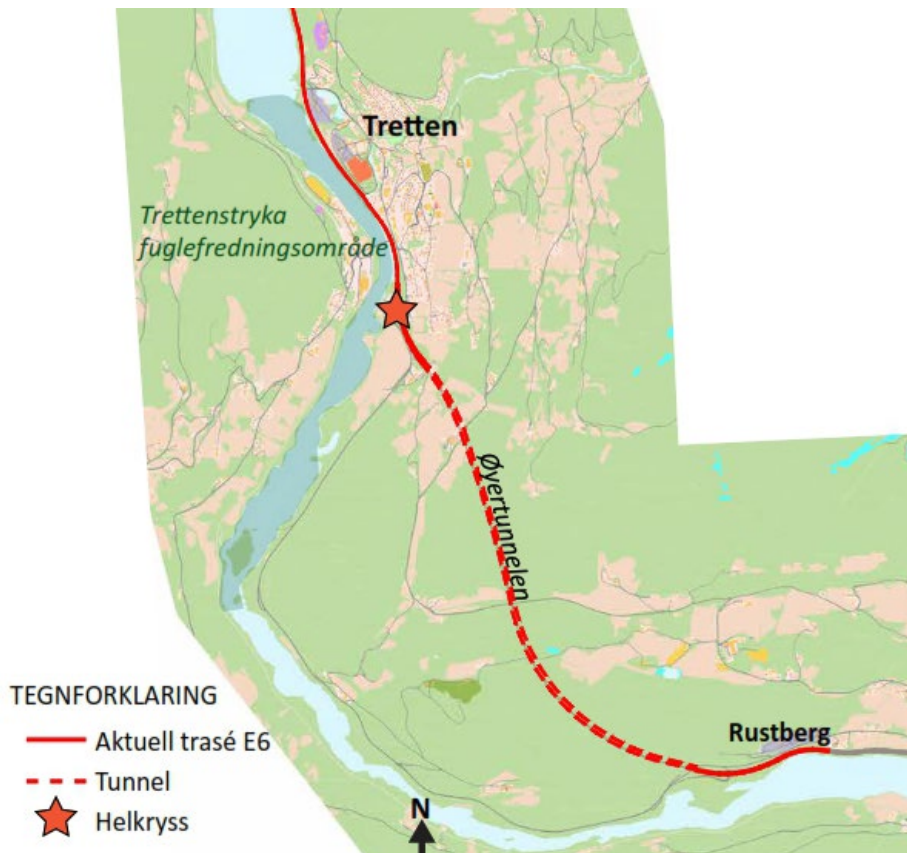 Tretten
Trettenstryka
fuglefredningsområde
Øyertunnelen
Rustberg
TEGNFORKLARING
Aktuell trasé E6
Tunnel
Helkryss
N